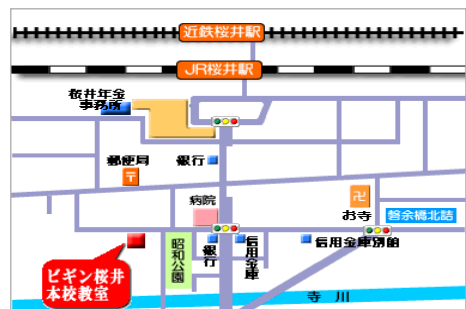 近鉄桜井駅
JR桜井駅
桜井年金
事務所
郵便局
銀行
病院
お寺
磐余橋北詰
昭和公園
銀行
信用金庫
信用金庫別館
ビギン桜井
本校教室
寺川